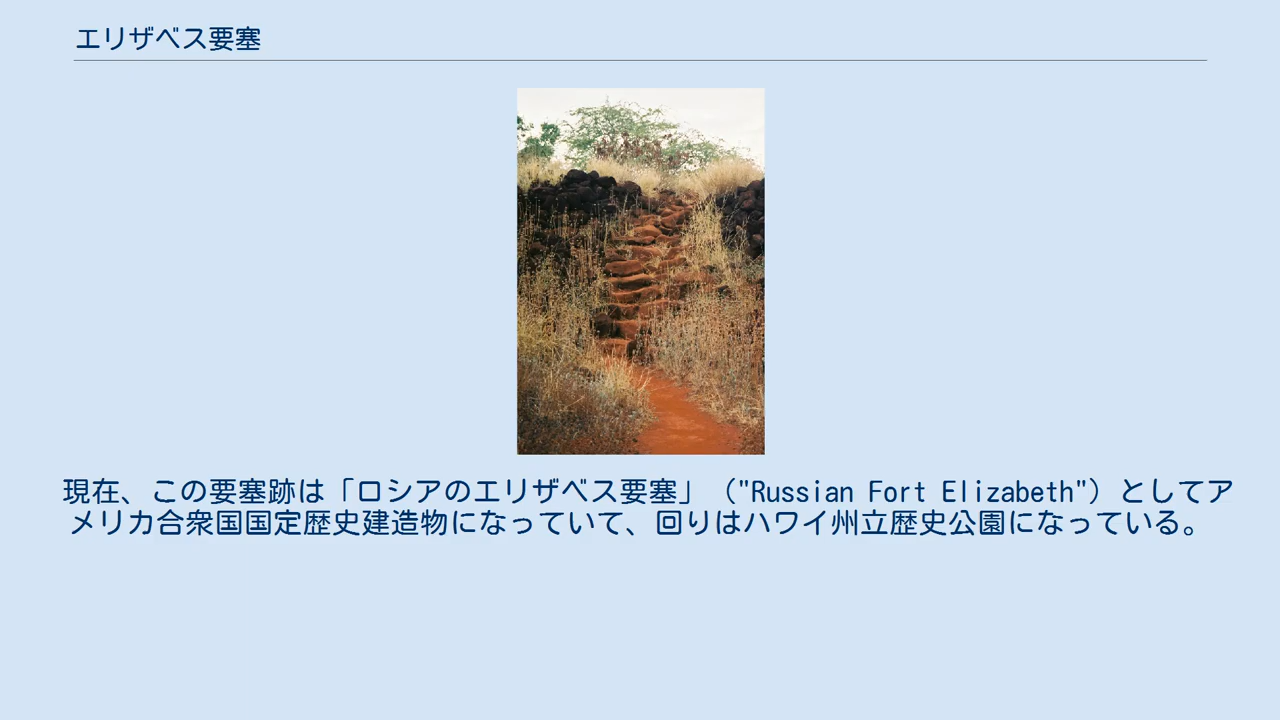 エリザベス要塞
現在、この要塞跡は「ロシアのエリザベス要塞」（"Russian Fort Elizabeth"）としてア
メリカ合衆国国定歴史建造物になっていて、回りはハワイ州立歴史公園になっている。